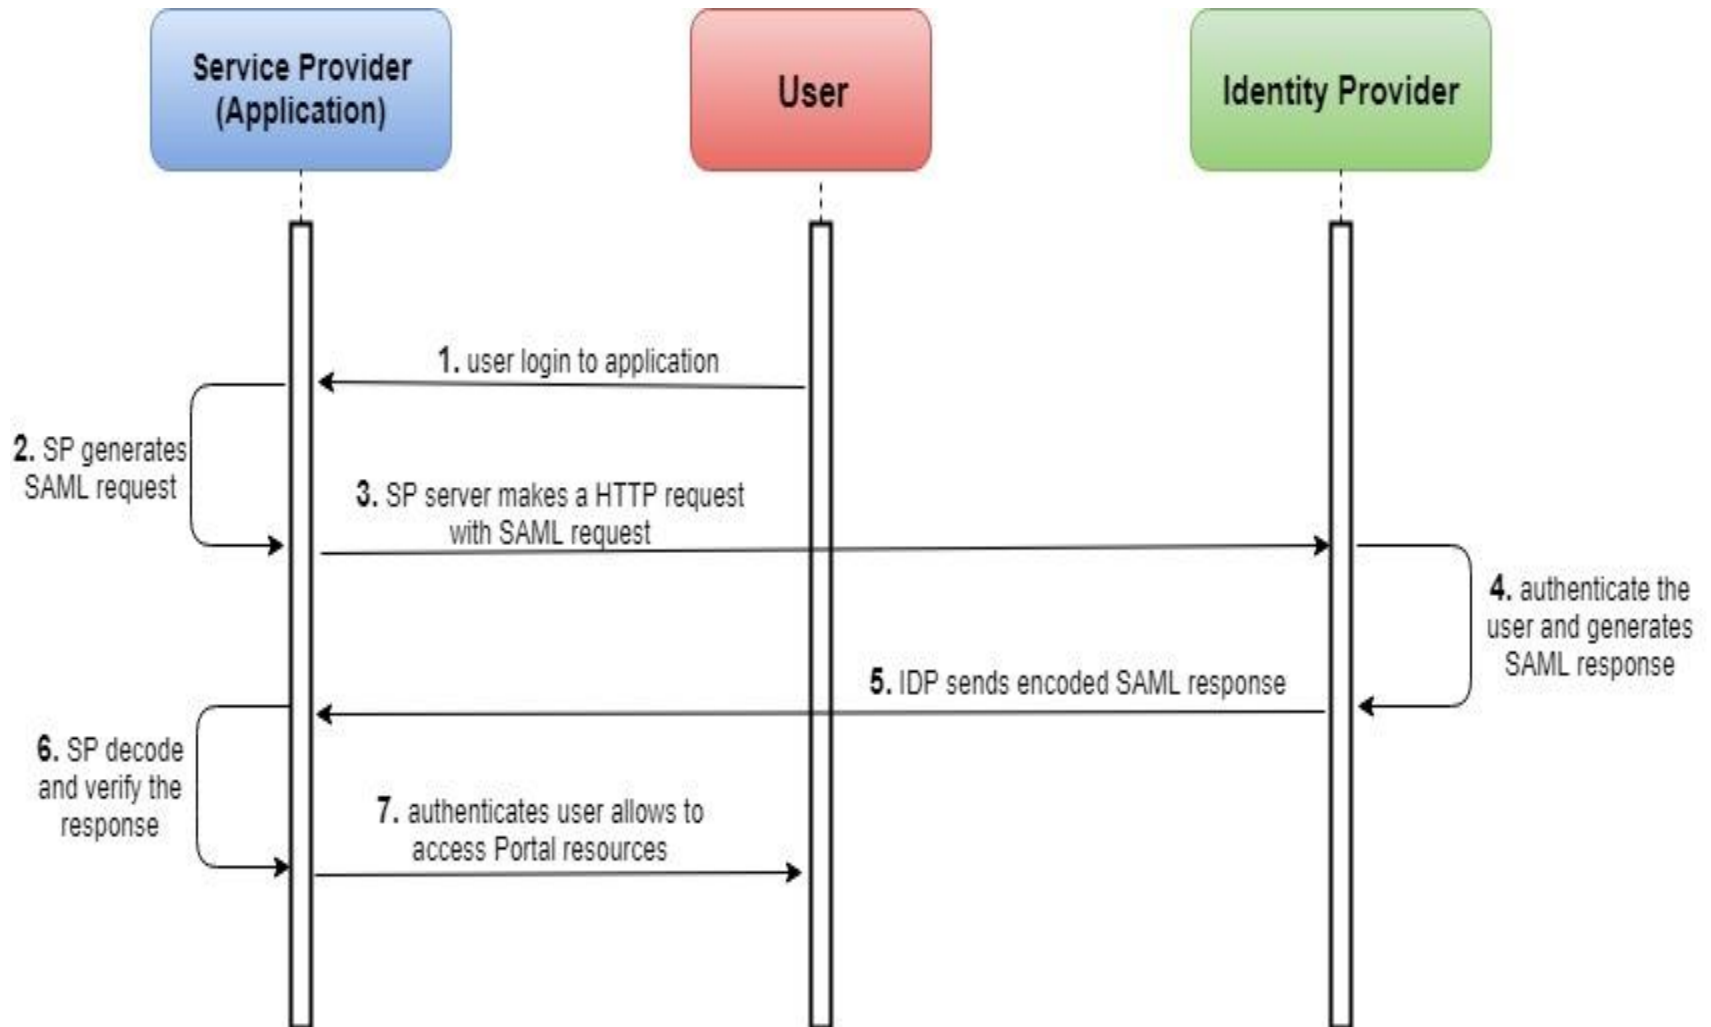 Service Provider
(Application)
User
Identity Provider
1. user login to application
2. SP generates
SAML request
3. SP server makes a HTTP request
with SAML request
4. authenticate the
user and generates
SAML response
5. IDP sends encoded SAML response
6. SP decode
and verify the
response
7. authenticates user allows to
access Portal resources